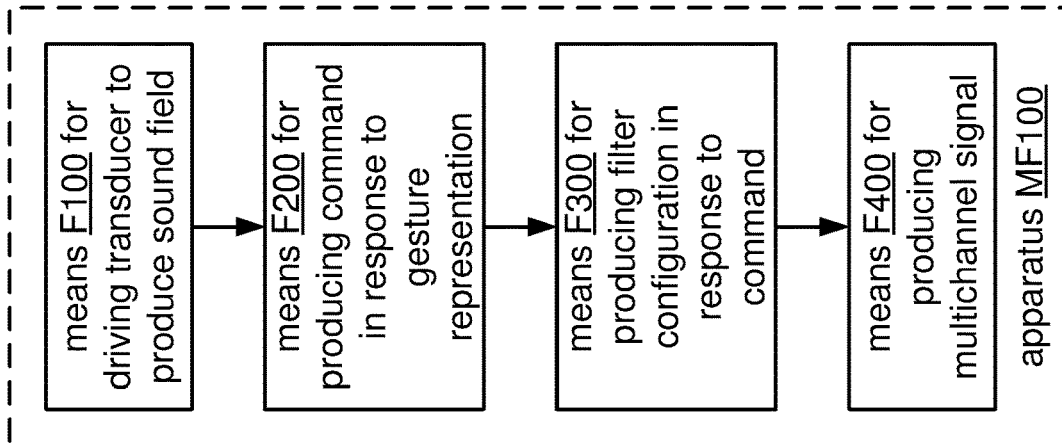 means F100 for
driving transducer to
produce sound field
means F200 for
producing command
in response to
gesture
representation
means F300 for
producing filter
configuration in
response to
command
means F400 for
producing
multichannel signal
apparatus MF100